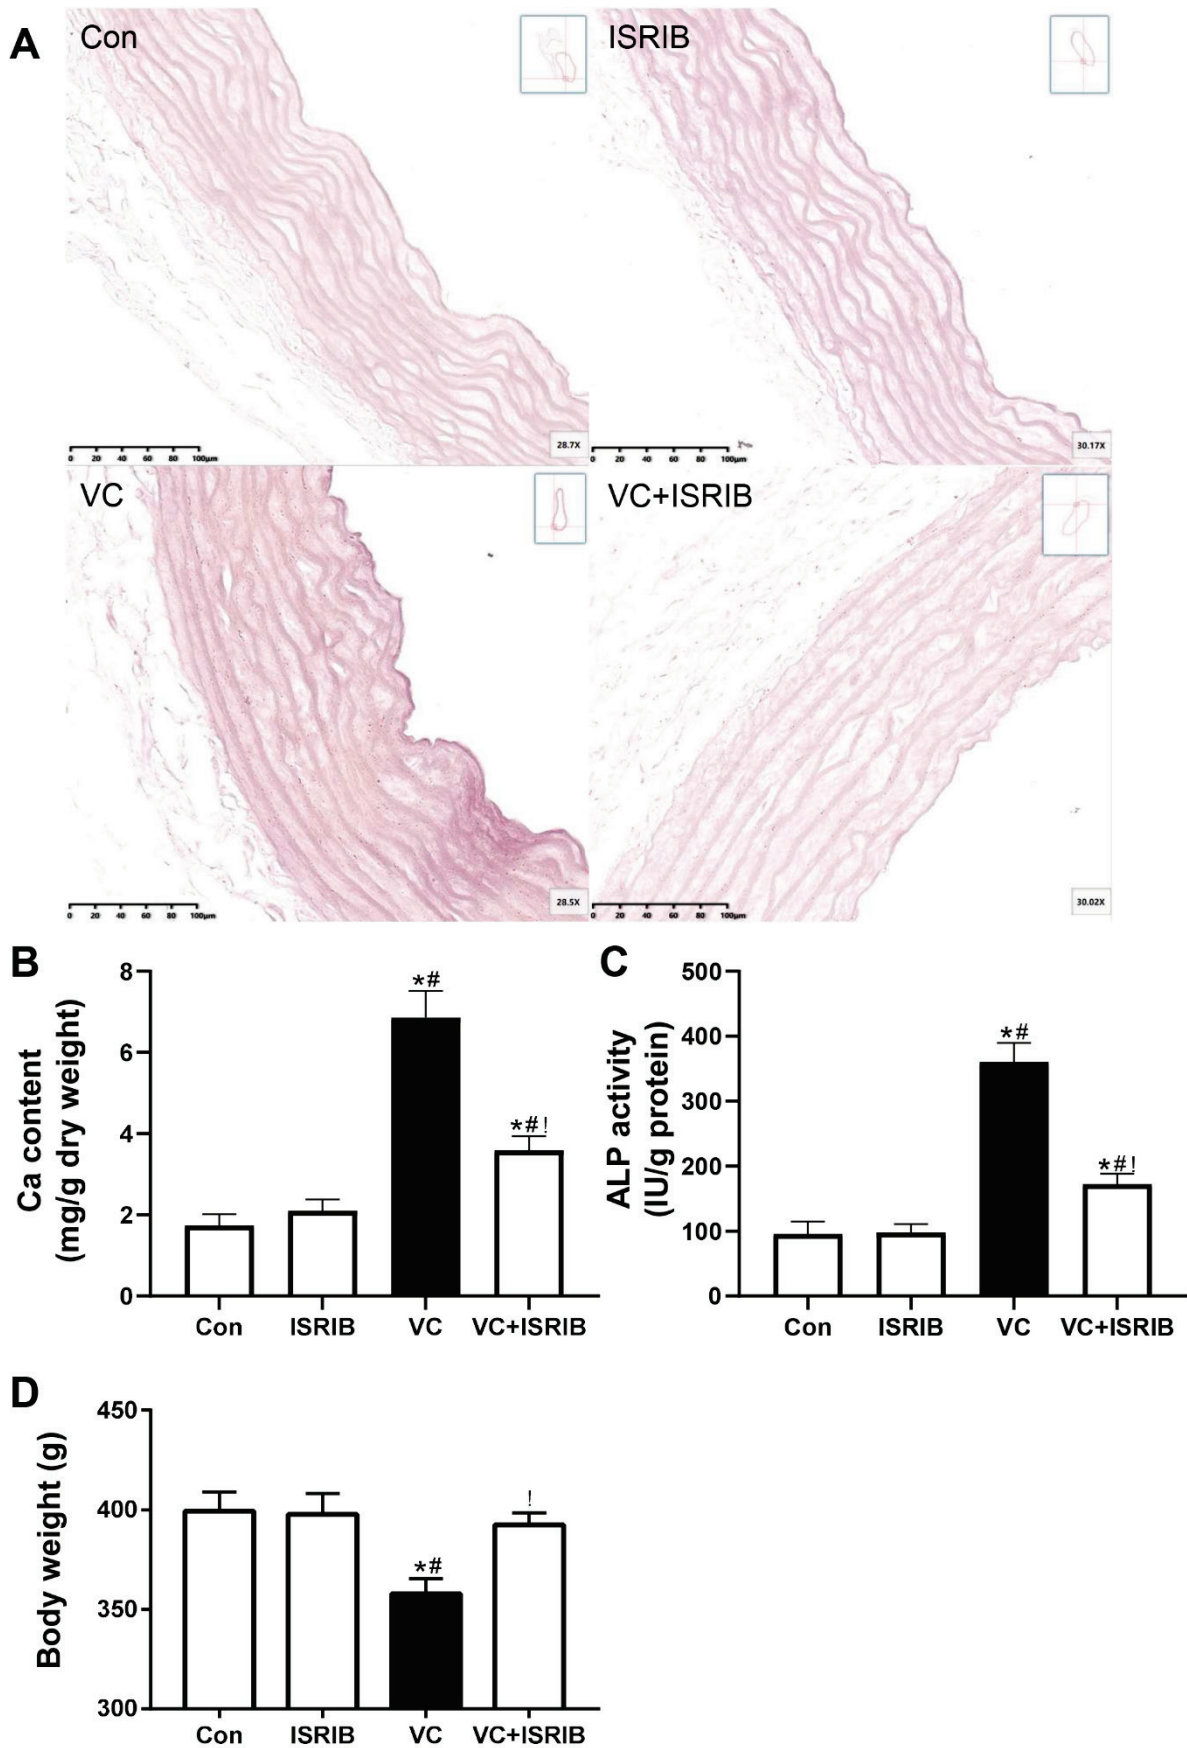 A
Con
ISRIB
0 20 40 60 80 100μm
28.7X
0 20 40 60 80 100μm
30.17X
VC
VC+ISRIB
0 20 40 60 80 100μm
28.5X
0 20 40 60 80 100μm
30.02X
B
Ca content
(mg/g dry weight)
8
6
4
2
0
*#
*#!
Con ISRIB VC VC+ISRIB
C
ALP activity
(IU/g protein)
500
400
300
200
100
0
*#
*#!
Con ISRIB VC VC+ISRIB
D
Body weight (g)
450
400
350
300
*#
!
Con ISRIB VC VC+ISRIB